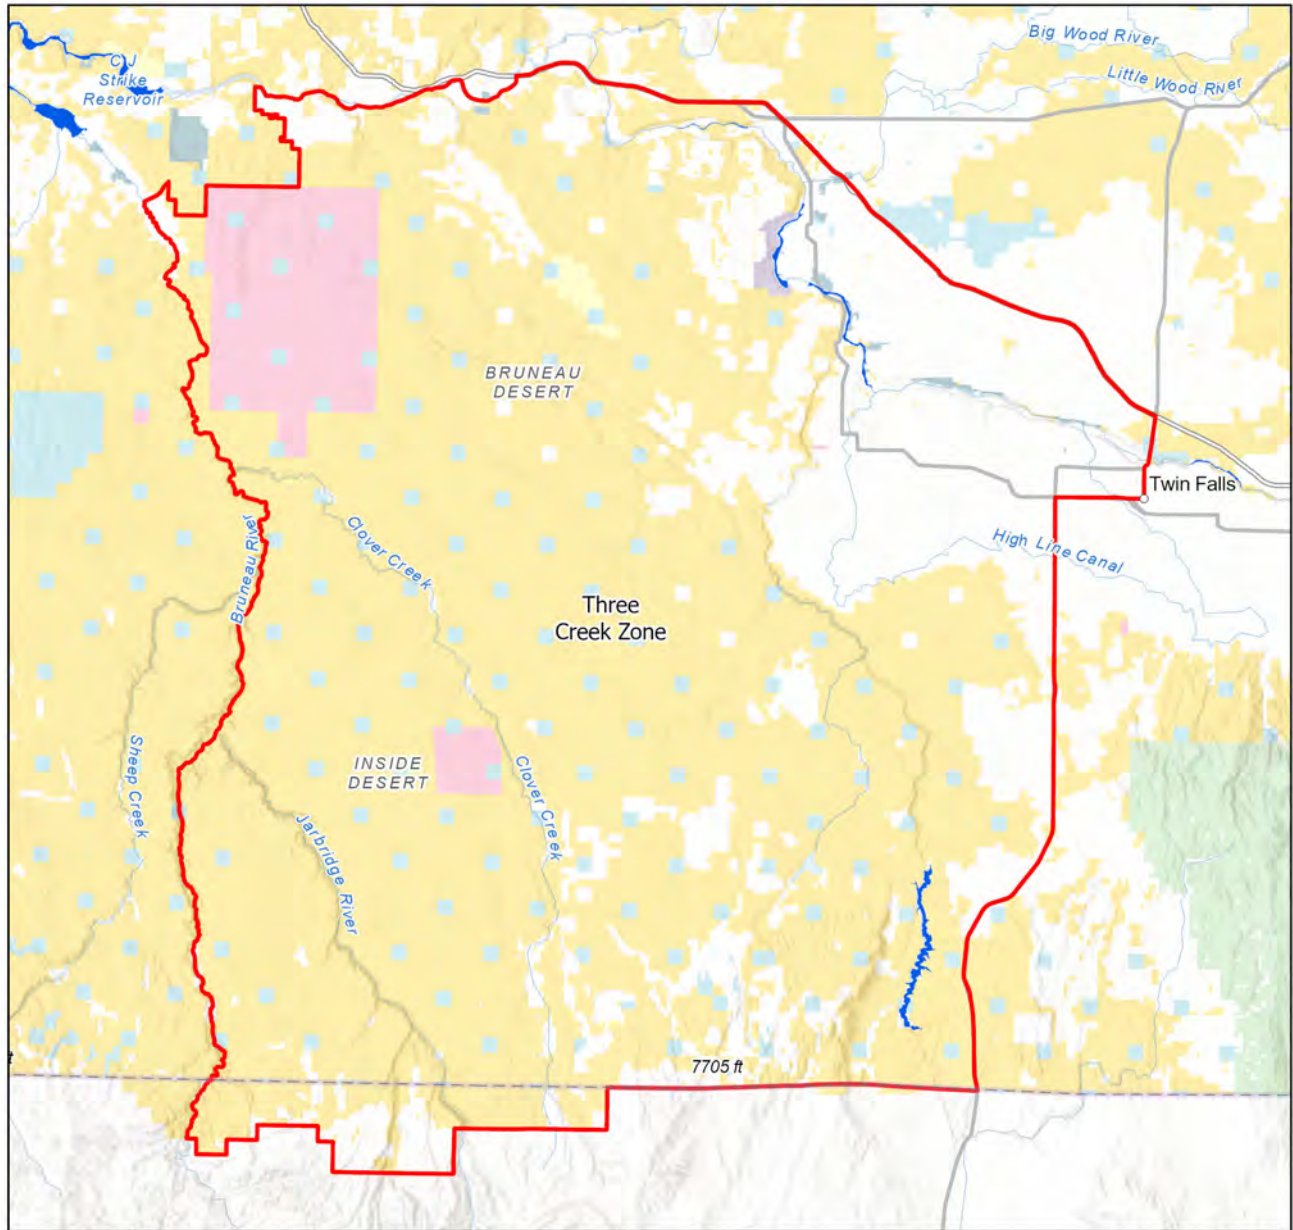 Big Wood River
C J
Strike
Reservoir
Little Wood River
BRUNEAU
DESERT
Twin Falls
Clover Creek
Bruneau River
High Line Canal
Three
Creek Zone
Sheep Creek
INSIDE
DESERT
Clover Creek
Jarbridge River
7705 ft